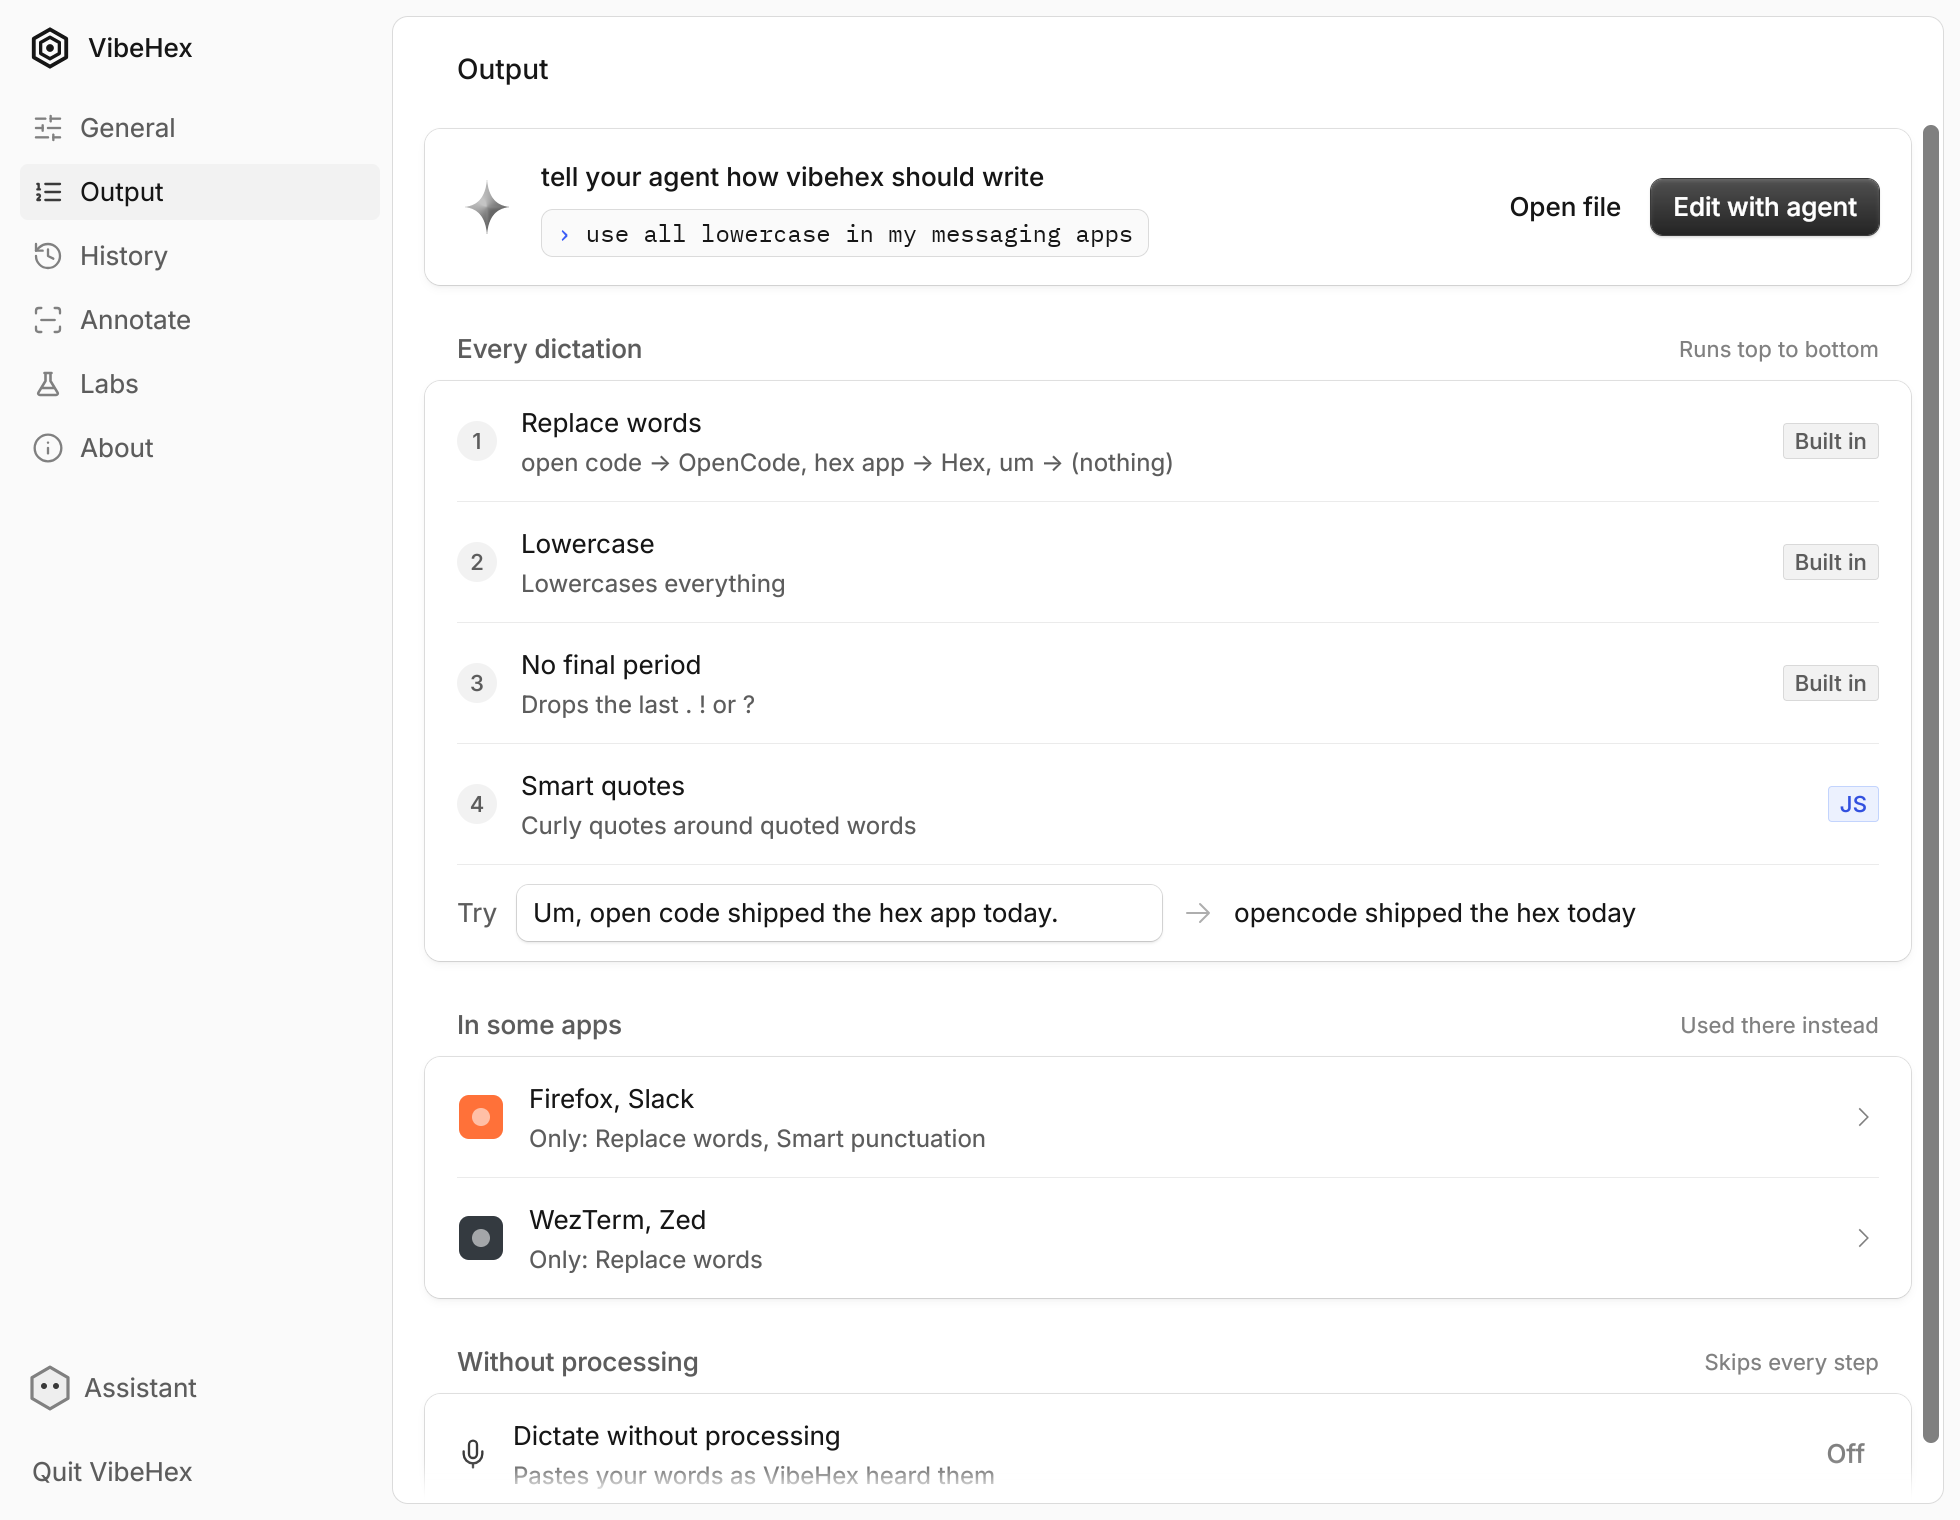 VibeHex
General
Output
History
Annotate
Labs
About
Assistant
Quit VibeHex
Output
tell your agent how vibehex should write
› use all lowercase in my messaging apps
Open file
Edit with agent
Every dictation
Runs top to bottom
1
Replace words
open code → OpenCode, hex app → Hex, um → (nothing)
Built in
2
Lowercase
Lowercases everything
Built in
3
No final period
Drops the last . ! or ?
Built in
4
Smart quotes
Curly quotes around quoted words
JS
Try
Um, open code shipped the hex app today.
→ opencode shipped the hex today
In some apps
Used there instead
Firefox, Slack
Only: Replace words, Smart punctuation
WezTerm, Zed
Only: Replace words
Without processing
Skips every step
Dictate without processing
Pastes your words as VibeHex heard them
Off